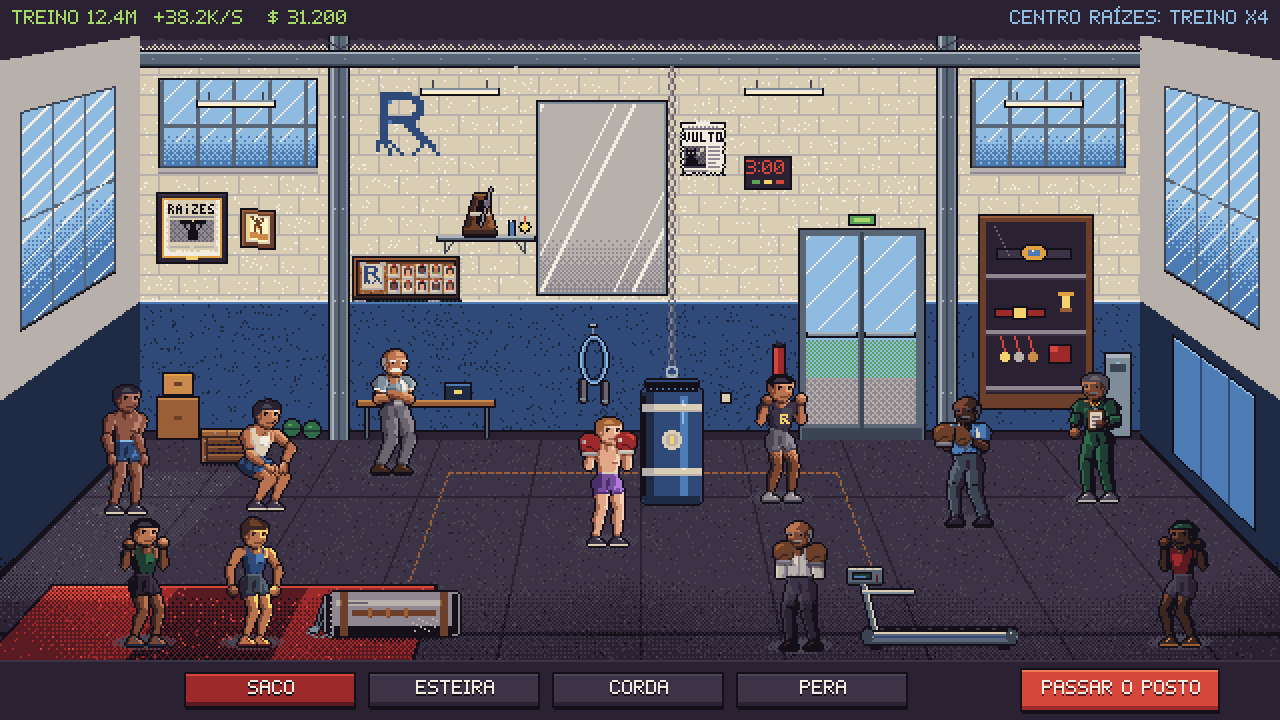 TREINO 12,4M +38,2K/S $ 31.200
CENTRO RAÍZES: TREINO X4
R
VULTO
3:00
RAÍZES
R
R
SACO
ESTEIRA
CORDA
PERA
PASSAR O POSTO